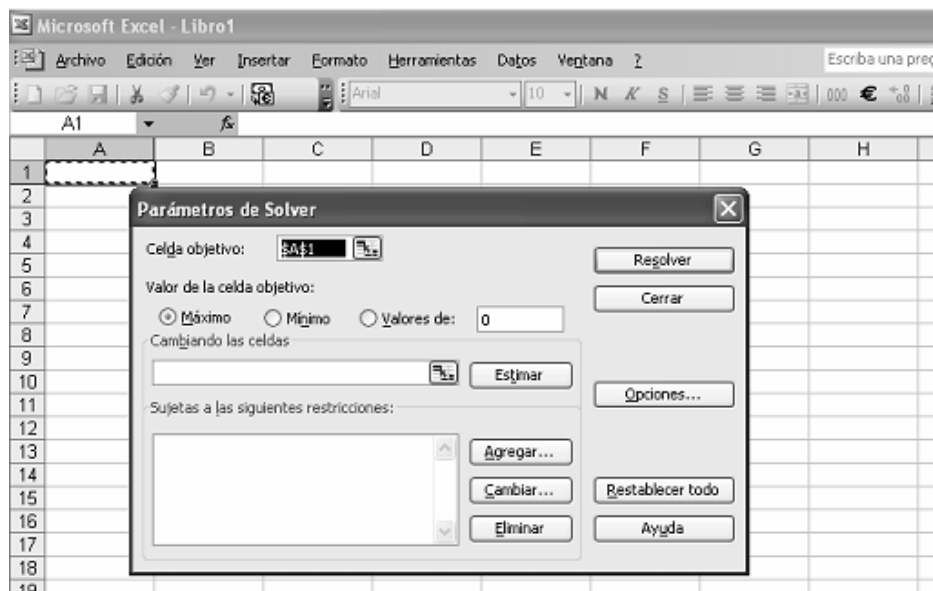 Microsoft Excel - Libro1
Archivo Edición Ver Insertar Formato Herramientas Datos Ventana ? Escriba una preg
Arial 10 N K S 000 €
A1 fx
A B C D E F G H
1
2
3
4
5
6
7
8
9
10
11
12
13
14
15
16
17
18
19
Parámetros de Solver
Celda objetivo: $A$1
Resolver
Valor de la celda objetivo:
Cerrar
Máximo Mínimo Valores de: 0
Cambiando las celdas
Estimar
Opciones...
Sujetas a las siguientes restricciones:
Agregar...
Cambiar... Restablecer todo
Eliminar Ayuda